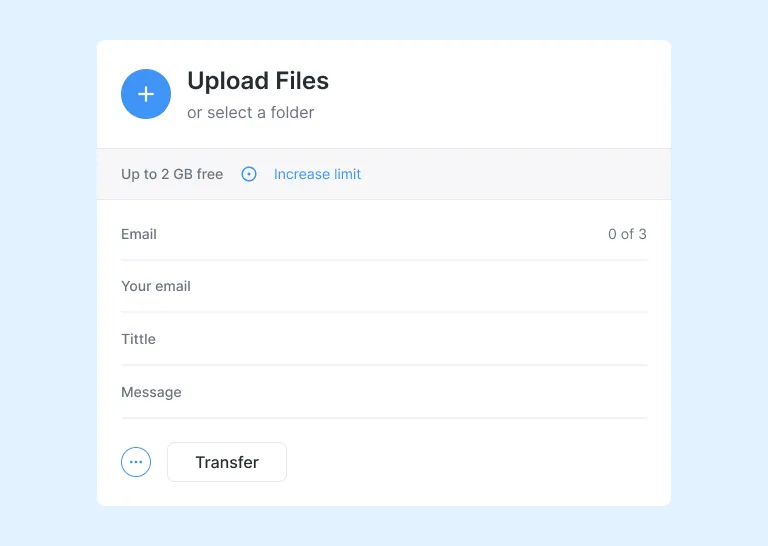 Upload Files
or select a folder
Up to 2 GB free Increase limit
Email 0 of 3
Your email
Tittle
Message
Transfer